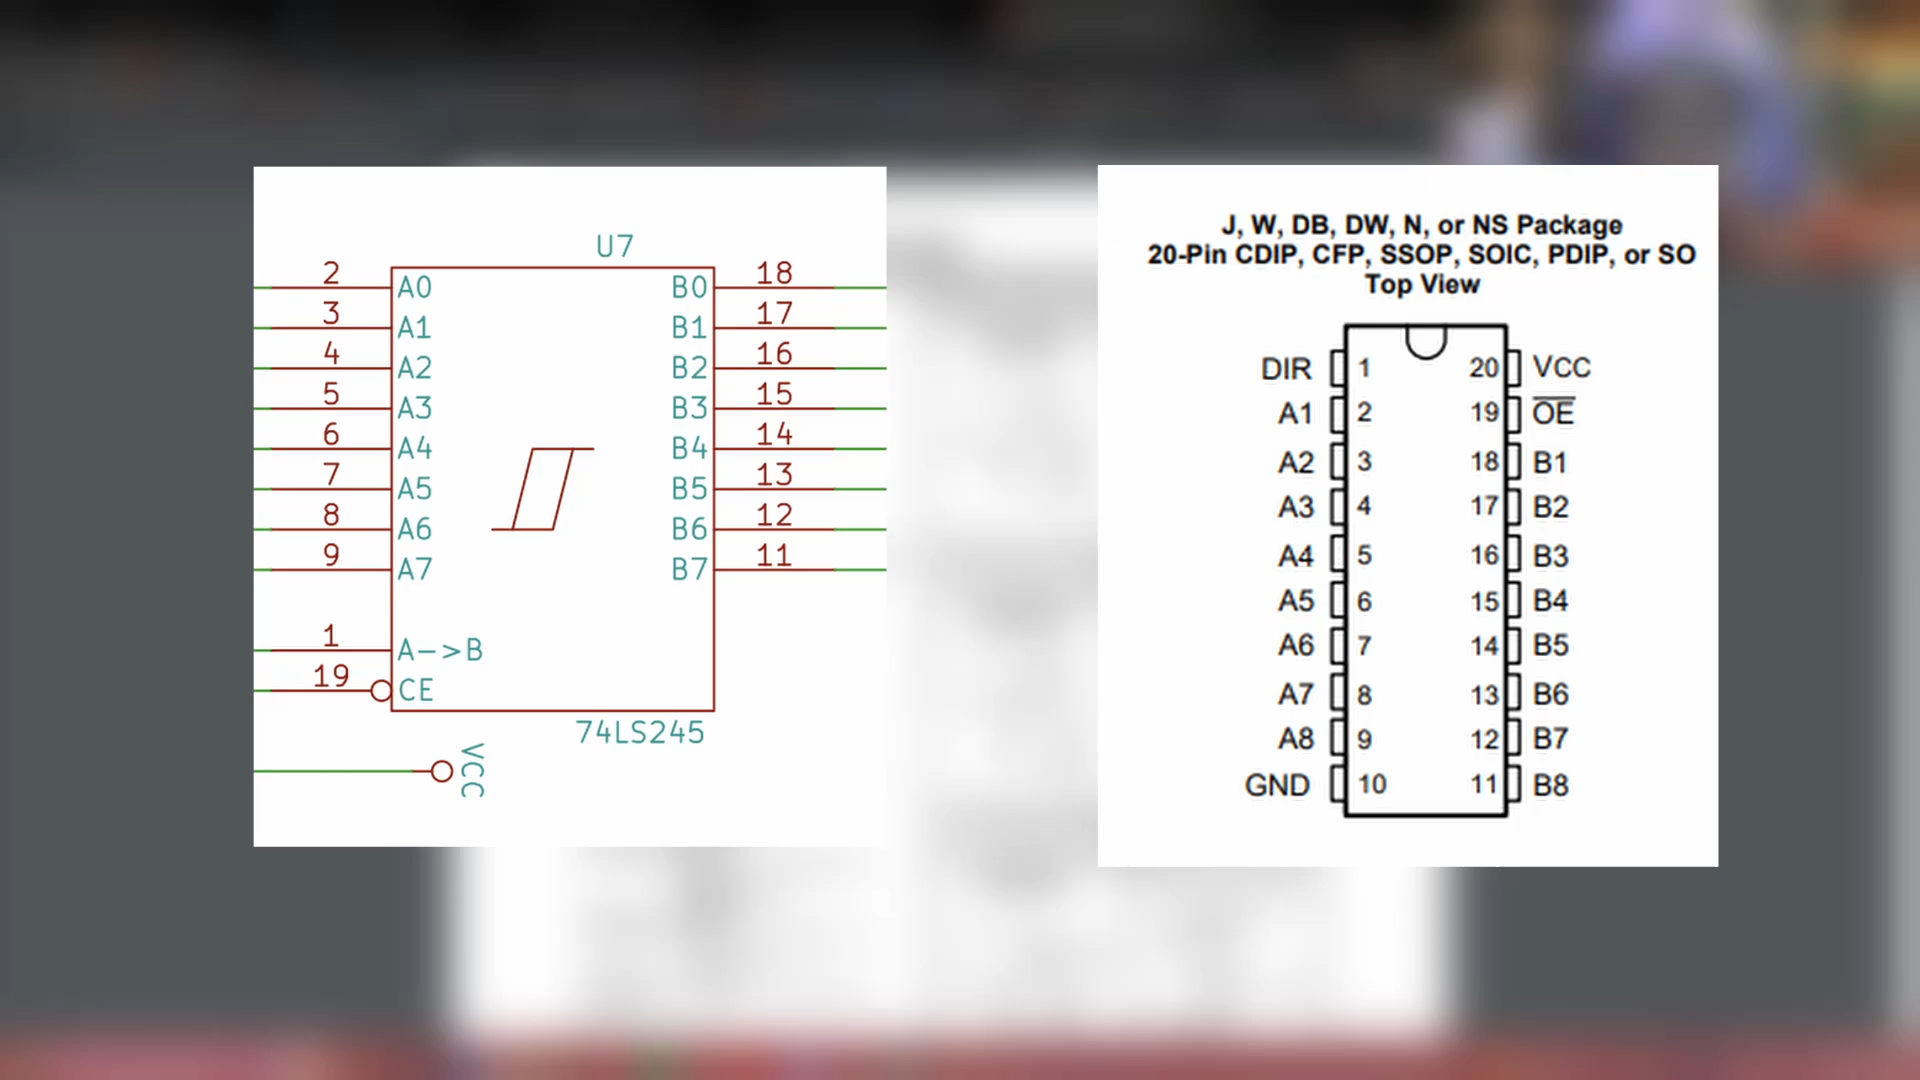 U7
2 A0 B0 18
3 A1 B1 17
4 A2 B2 16
5 A3 B3 15
6 A4 B4 14
7 A5 B5 13
8 A6 B6 12
9 A7 B7 11
1 A->B
19 CE
74LS245
VCC
J, W, DB, DW, N, or NS Package
20-Pin CDIP, CFP, SSOP, SOIC, PDIP, or SO
Top View
DIR 1 20 VCC
A1 2 19 O̅E̅
A2 3 18 B1
A3 4 17 B2
A4 5 16 B3
A5 6 15 B4
A6 7 14 B5
A7 8 13 B6
A8 9 12 B7
GND 10 11 B8